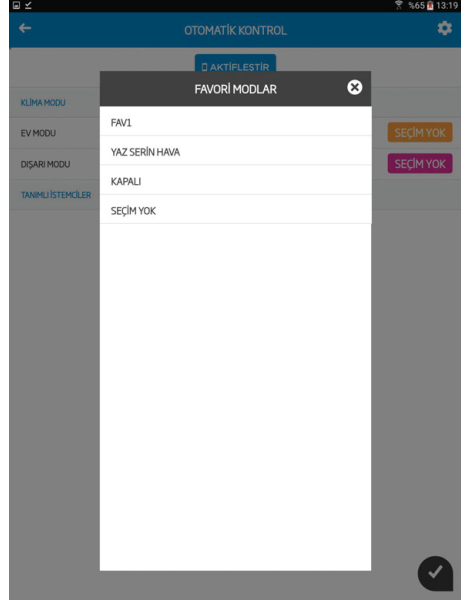 %65 13:19
OTOMATİK KONTROL
AKTİFLEŞTİR
FAVORİ MODLAR
KLİMA MODU
FAV1
EV MODU
SEÇİM YOK
YAZ SERİN HAVA
DIŞARI MODU
SEÇİM YOK
KAPALI
TANIMLI İSTEMCİLER
SEÇİM YOK